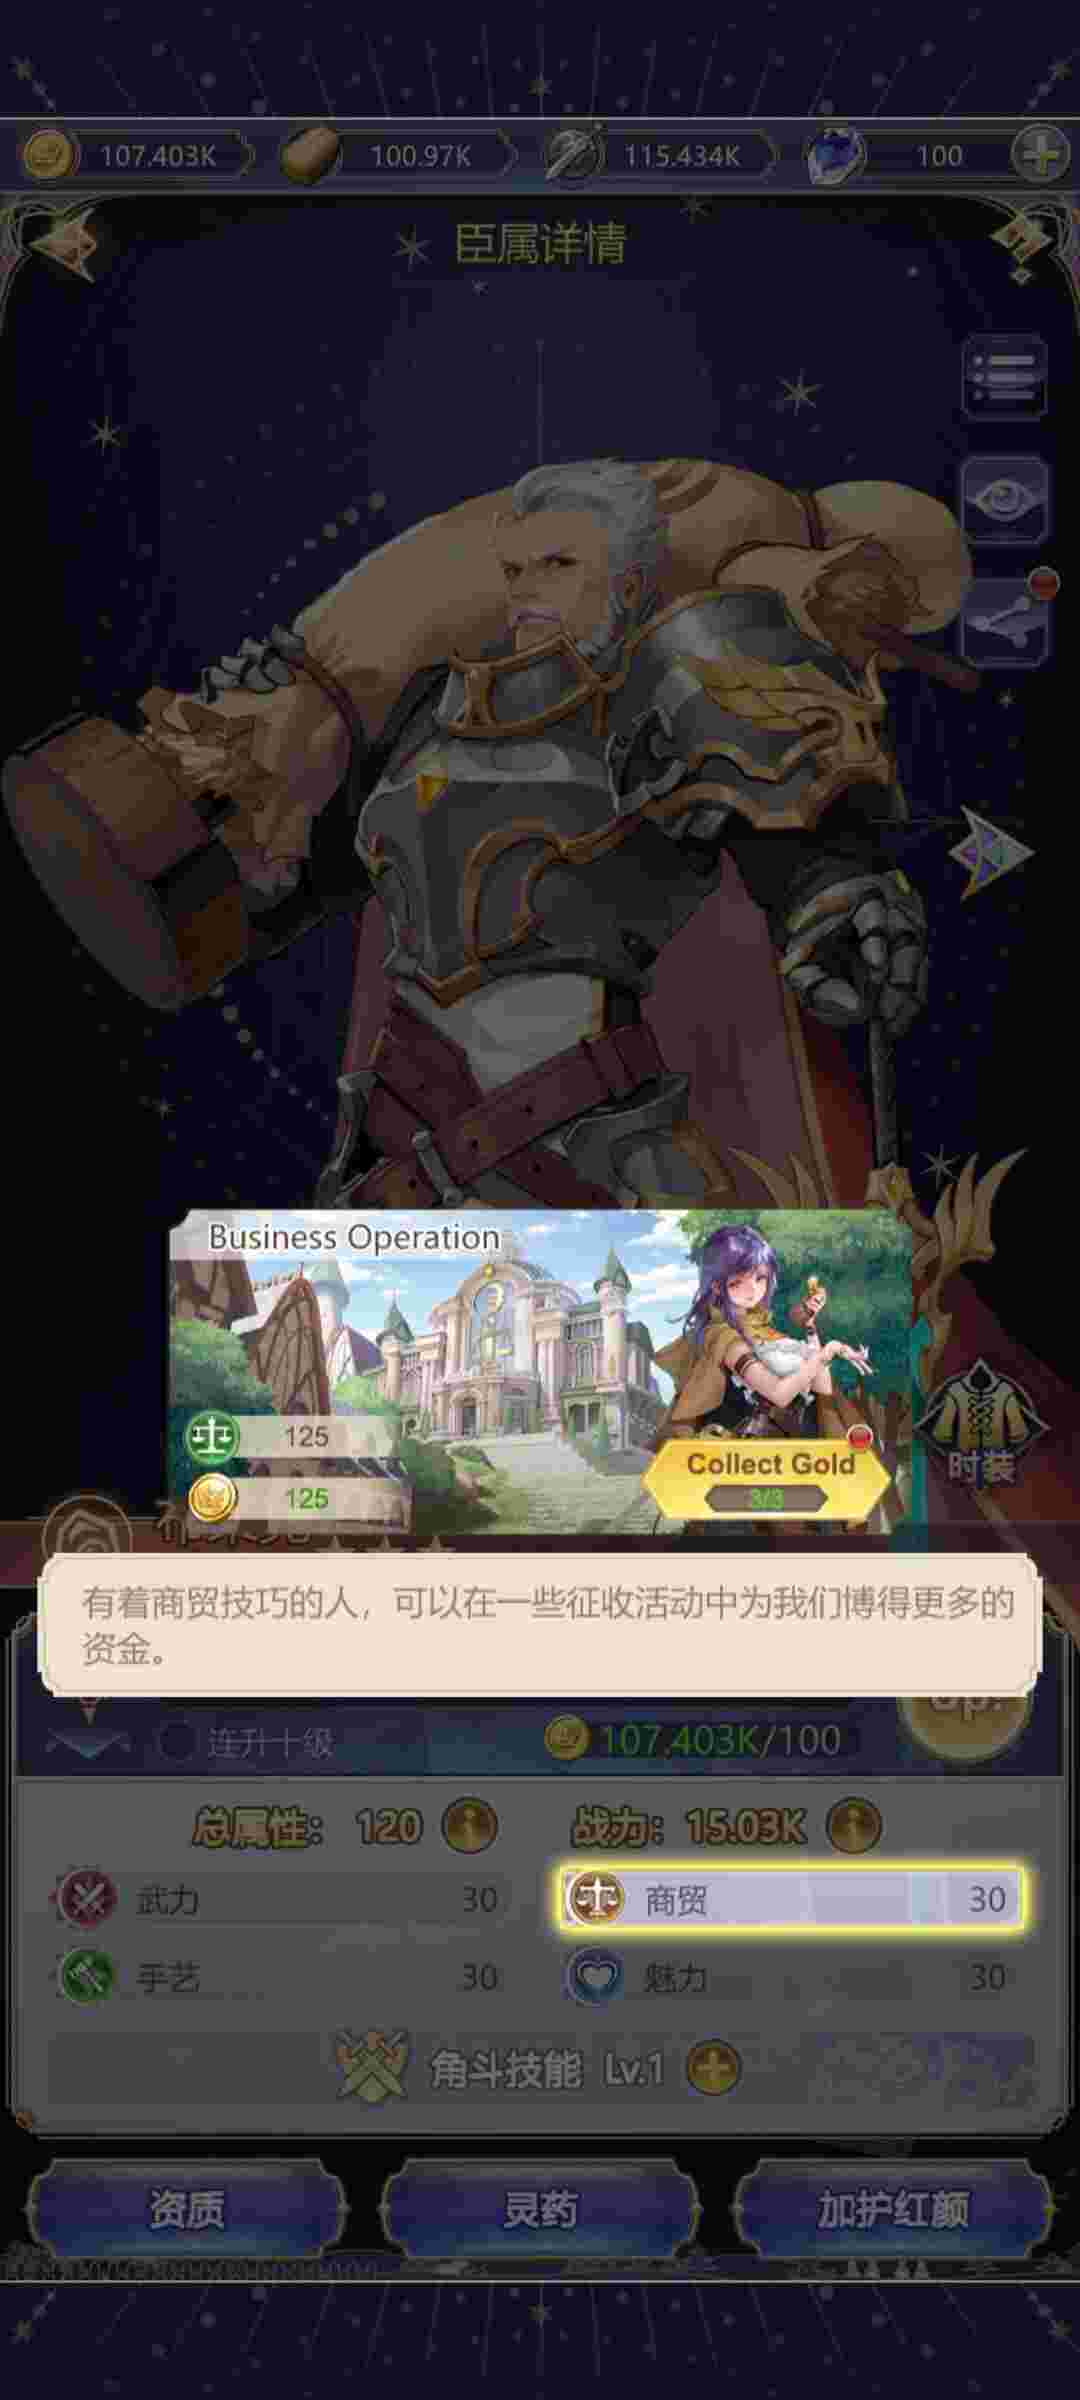 107.403K
100.97K
115.434K
100
臣属详情
Business Operation
125
125
Collect Gold
3/3
时装
有着商贸技巧的人，可以在一些征收活动中为我们博得更多的
资金。
连升十级
107.403K/100
Up!
总属性： 120
战力： 15.03K
武力 30
商贸 30
手艺 30
魅力 30
角斗技能 Lv.1
资质
灵药
加护红颜